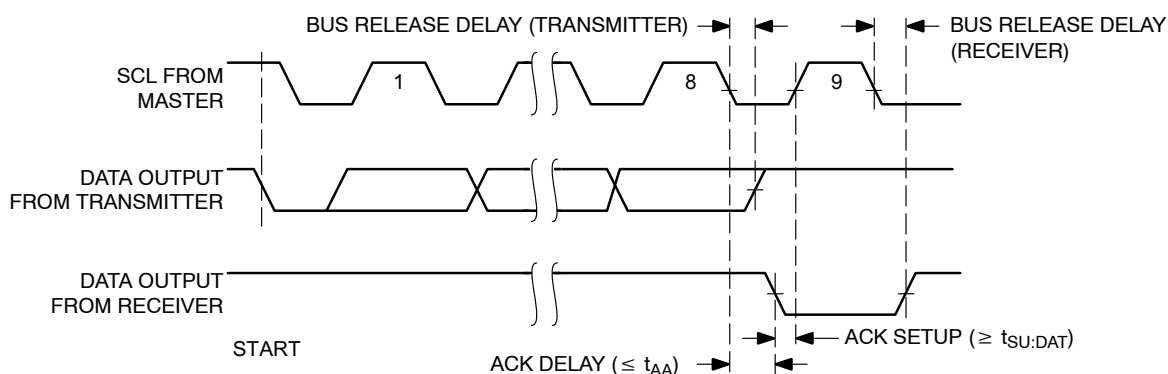 BUS RELEASE DELAY (TRANSMITTER)
BUS RELEASE DELAY
(RECEIVER)
SCL FROM
MASTER
1
8
9
DATA OUTPUT
FROM TRANSMITTER
DATA OUTPUT
FROM RECEIVER
START
ACK SETUP (≥ tSU:DAT)
ACK DELAY (≤ tAA)